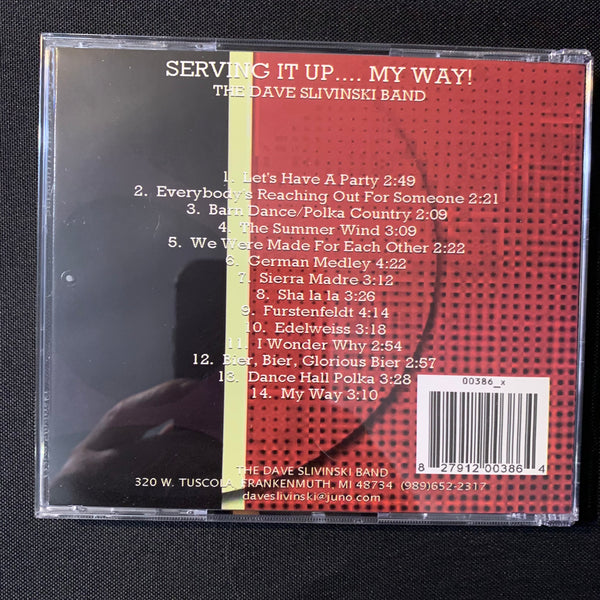 SERVING IT UP.... MY WAY!
THE DAVE SLIVINSKI BAND
1. Let's Have A Party 2:49
2. Everybody's Reaching Out For Someone 2:21
3. Barn Dance/Polka Country 2:09
4. The Summer Wind 3:09
5. We Were Made For Each Other 2:22
6. German Medley 4:22
7. Sierra Madre 3:12
8. Sha la la 3:26
9. Furstenfeldt 4:14
10. Edelweiss 3:18
11. I Wonder Why 2:54
12. Bier, Bier, Glorious Bier 2:57
13. Dance Hall Polka 3:28
14. My Way 3:10
00386_x
8 27912 00386 4
THE DAVE SLIVINSKI BAND
320 W. TUSCOLA, FRANKENMUTH, MI 48734 (989)652-2317
daveslivinski@juno.com